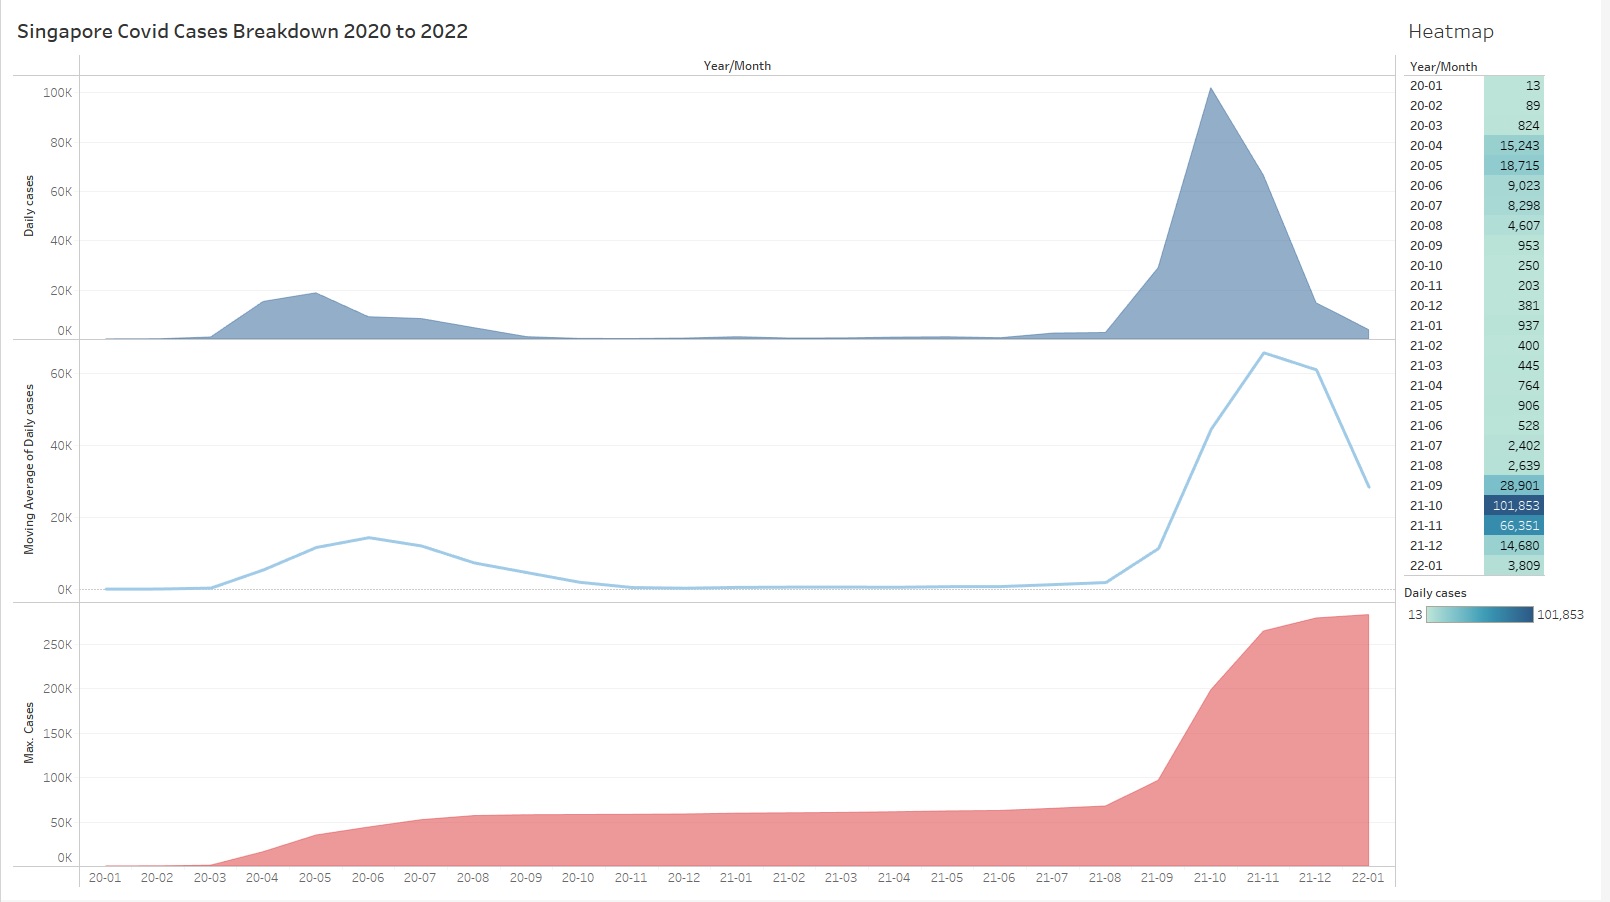 Singapore Covid Cases Breakdown 2020 to 2022
Year/Month
Daily cases
100K
80K
60K
40K
20K
0K
Moving Average of Daily cases
60K
40K
20K
0K
Max. Cases
250K
200K
150K
100K
50K
0K
20-01 20-02 20-03 20-04 20-05 20-06 20-07 20-08 20-09 20-10 20-11 20-12 21-01 21-02 21-03 21-04 21-05 21-06 21-07 21-08 21-09 21-10 21-11 21-12 22-01
Heatmap
Year/Month
20-01 13
20-02 89
20-03 824
20-04 15,243
20-05 18,715
20-06 9,023
20-07 8,298
20-08 4,607
20-09 953
20-10 250
20-11 203
20-12 381
21-01 937
21-02 400
21-03 445
21-04 764
21-05 906
21-06 528
21-07 2,402
21-08 2,639
21-09 28,901
21-10 101,853
21-11 66,351
21-12 14,680
22-01 3,809
Daily cases
13 101,853